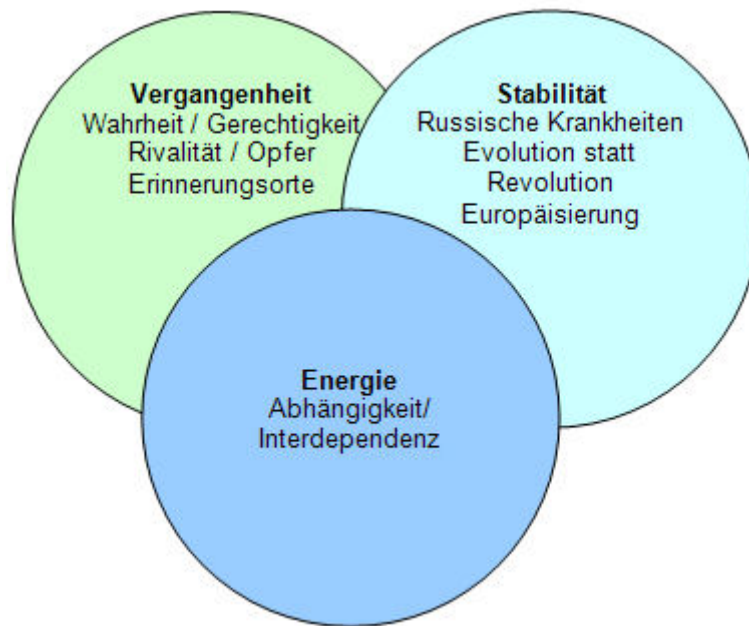 Vergangenheit
Wahrheit / Gerechtigkeit
Rivalität / Opfer
Erinnerungsorte
Stabilität
Russische Krankheiten
Evolution statt
Revolution
Europäisierung
Energie
Abhängigkeit/
Interdependenz